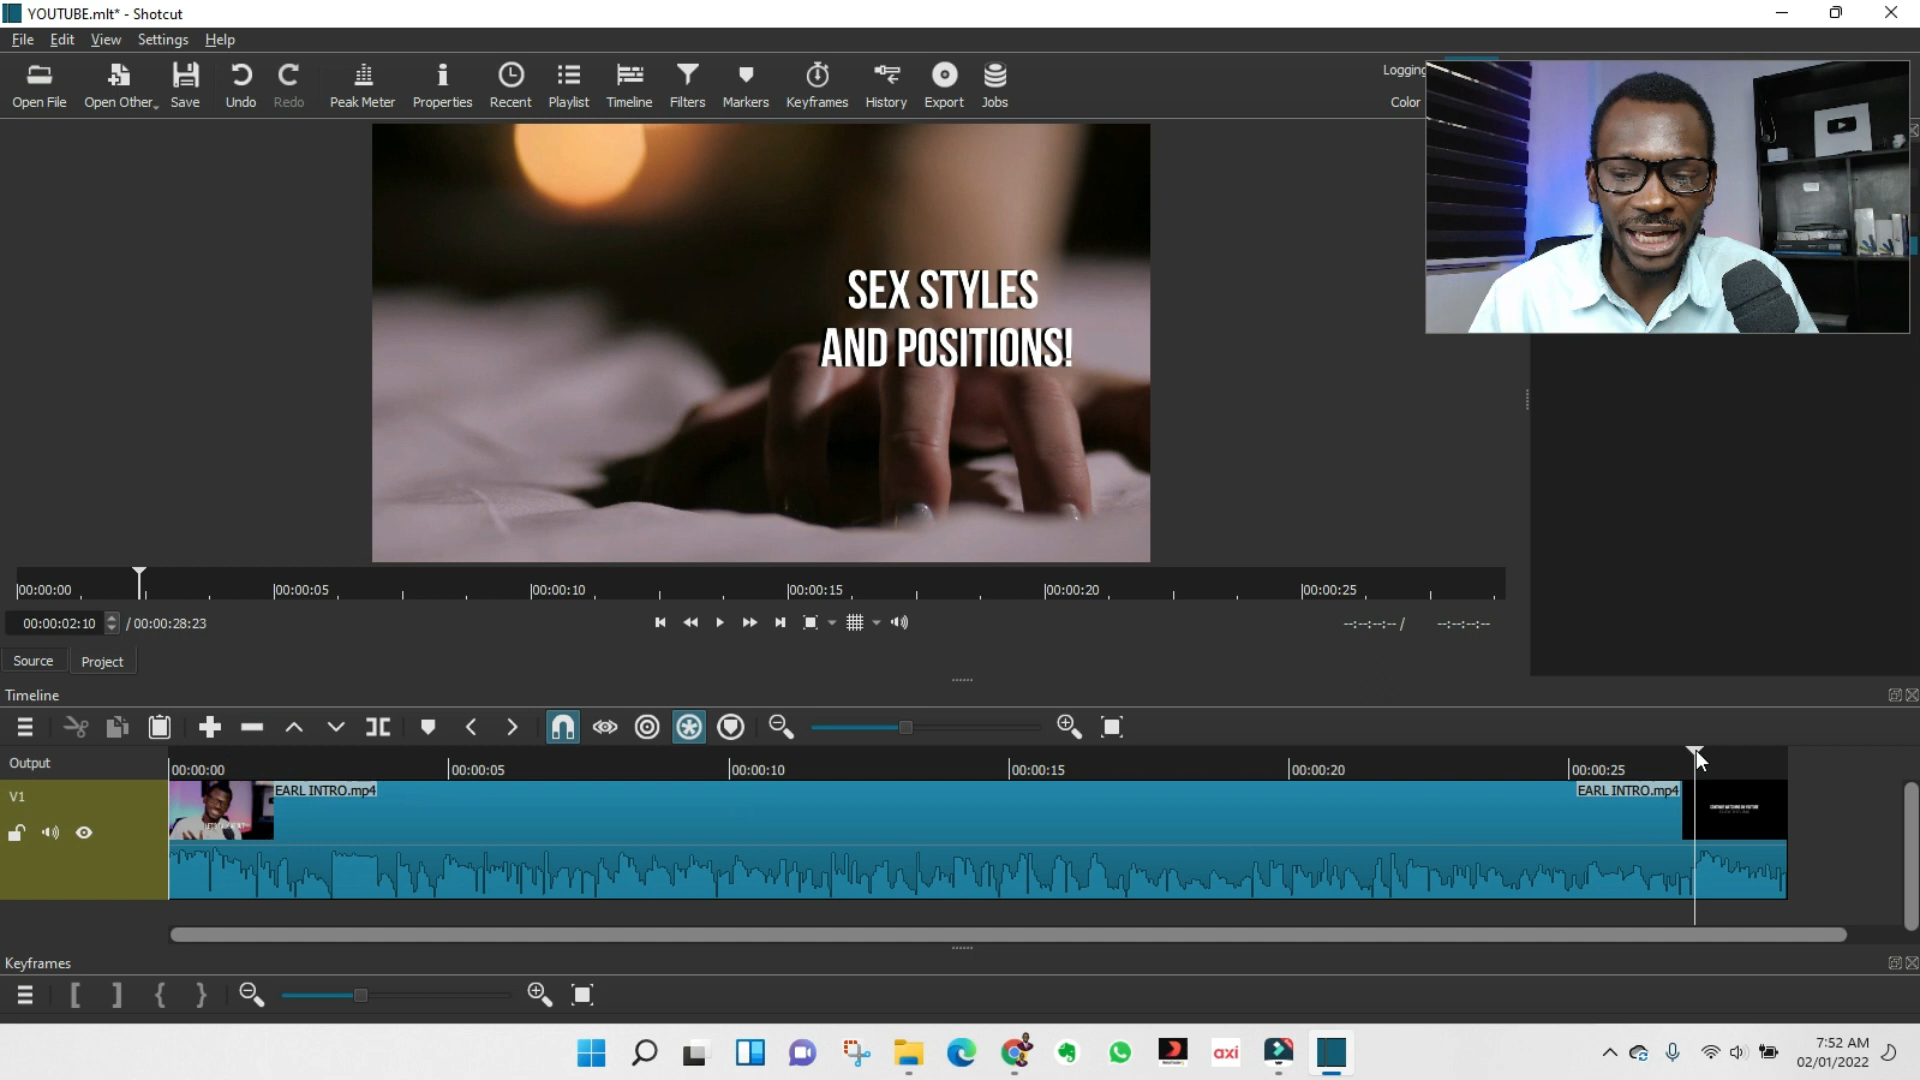 YOUTUBE.mlt* - Shotcut
File Edit View Settings Help
Open File Open Other Save Undo Redo Peak Meter Properties Recent Playlist Timeline Filters Markers Keyframes History Export Jobs
Logging
Color
SEX STYLES
AND POSITIONS!
00:00:00 00:00:05 00:00:10 00:00:15 00:00:20 00:00:25
00:00:02:10 / 00:00:28:23
--:--:--:-- / --:--:--:--
Source Project
Timeline
Output
00:00:00 00:00:05 00:00:10 00:00:15 00:00:20 00:00:25
V1
EARL INTRO.mp4 EARL INTRO.mp4
CONTINUE WATCHING ON YOUTUBE
Keyframes
axi
7:52 AM
02/01/2022